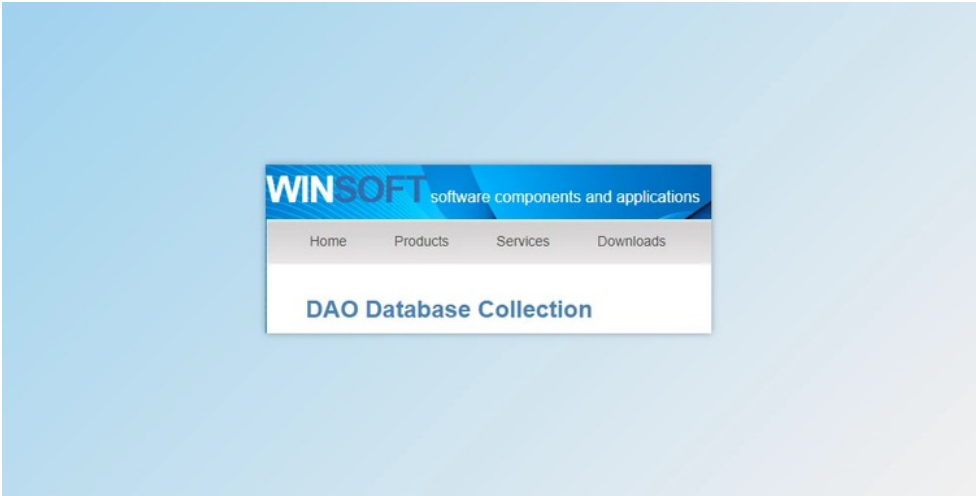 WINSOFT software components and applications
Home Products Services Downloads
DAO Database Collection